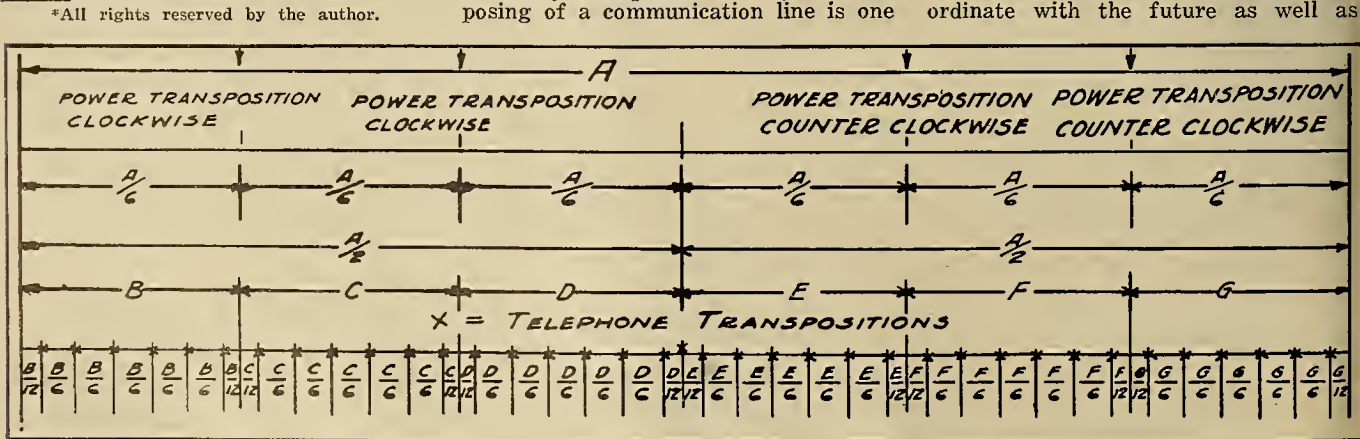 *All rights reserved by the author.
posing of a communication line is one
ordinate with the future as well as
A
POWER TRANSPOSITION CLOCKWISE
POWER TRANSPOSITION CLOCKWISE
POWER TRANSPOSITION COUNTER CLOCKWISE
POWER TRANSPOSITION COUNTER CLOCKWISE
A/6 A/6 A/6 A/6 A/6 A/6
A/2 A/2
B C D E F G
X = TELEPHONE TRANSPOSITIONS
B/12 B/6 B/6 B/6 B/6 B/6 B/12 C/12 C/6 C/6 C/6 C/6 C/6 C/12 D/12 D/6 D/6 D/6 D/6 D/6 D/12 E/12 E/6 E/6 E/6 E/6 E/6 E/12 F/12 F/6 F/6 F/6 F/6 F/6 F/12 G/12 G/6 G/6 G/6 G/6 G/6 G/12